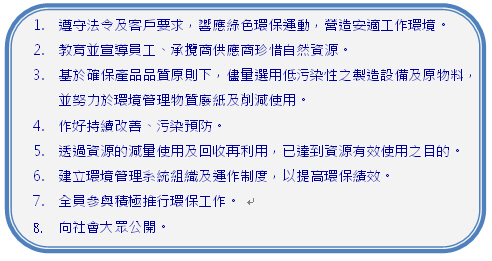 1. 遵守法令及客戶要求，響應綠色環保運動，營造安適工作環境。
2. 教育並宣導員工、承攬商供應商珍惜自然資源。
3. 基於確保產品品質原則下，儘量選用低污染性之製造設備及原物料，
並努力於環境管理物質廢紙及削減使用。
4. 作好持續改善、污染預防。
5. 透過資源的減量使用及回收再利用，已達到資源有效使用之目的。
6. 建立環境管理系統組織及運作制度，以提高環保績效。
7. 全員參與積極推行環保工作。
8. 向社會大眾公開。